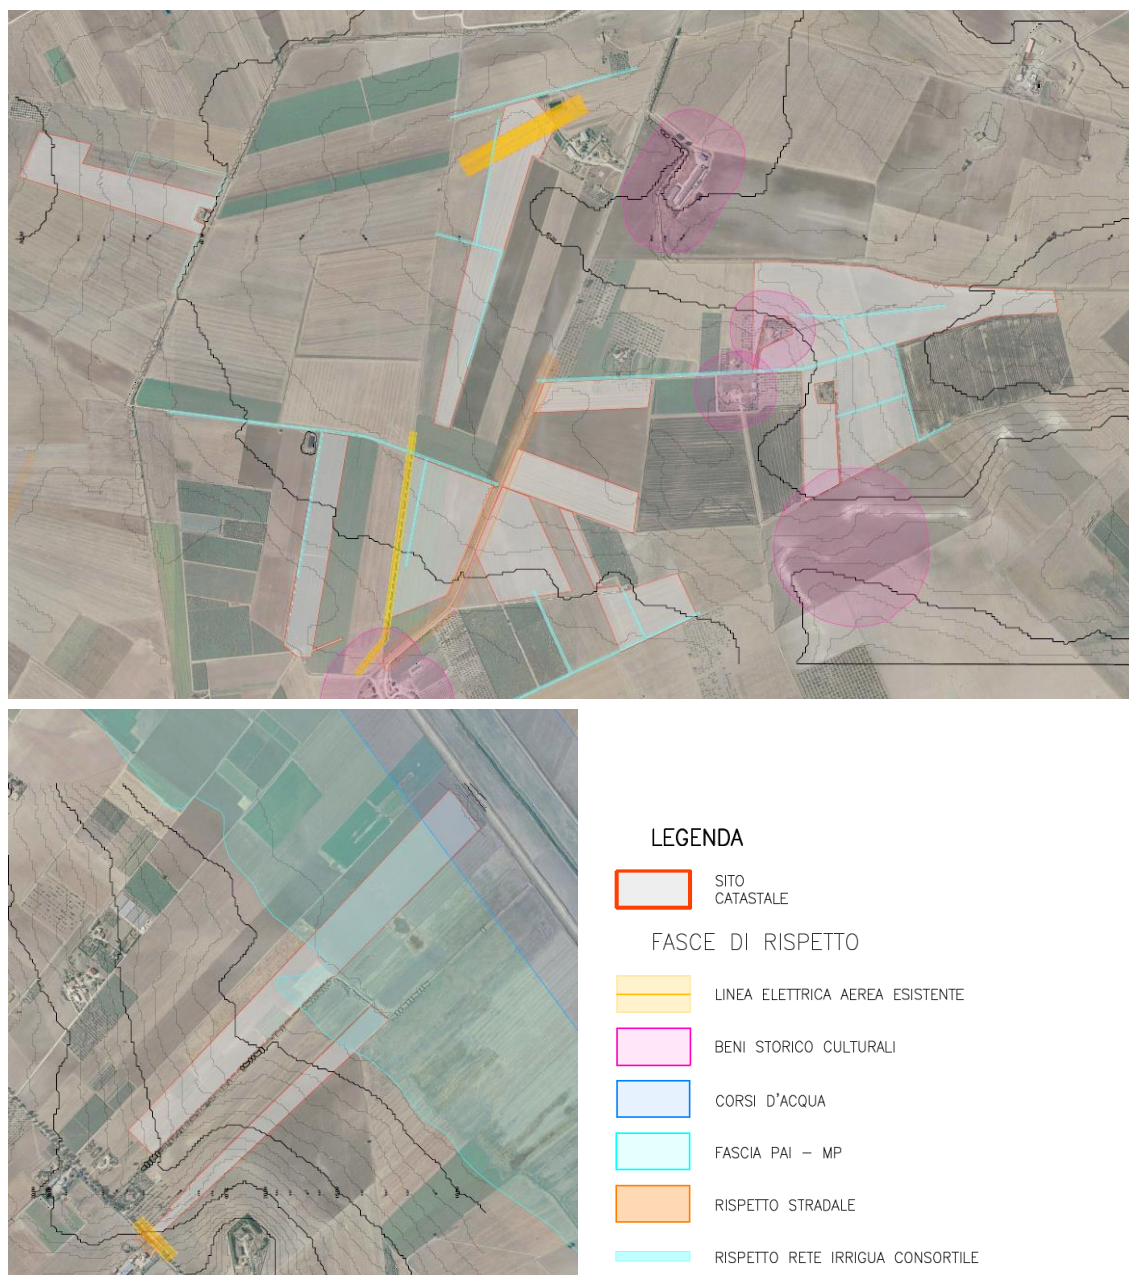 LEGENDA
SITO
CATASTALE
FASCE DI RISPETTO
LINEA ELETTRICA AEREA ESISTENTE
BENI STORICO CULTURALI
CORSI D'ACQUA
FASCIA PAI – MP
RISPETTO STRADALE
RISPETTO RETE IRRIGUA CONSORTILE